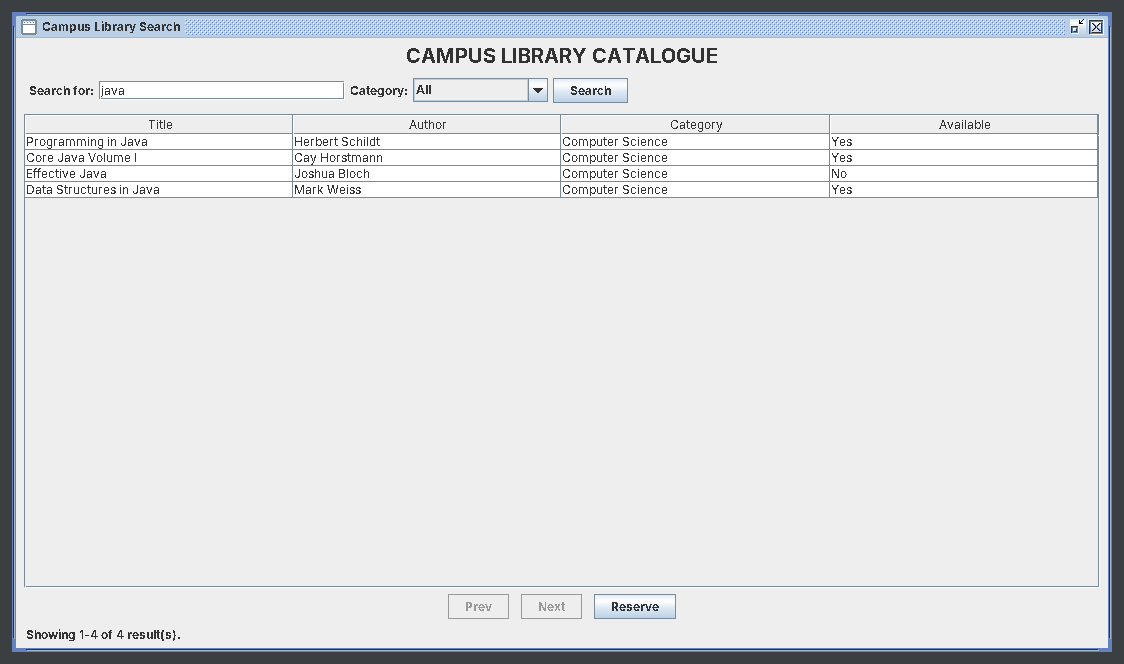 Campus Library Search
CAMPUS LIBRARY CATALOGUE
Search for: java Category: All Search
Title Author Category Available
Programming in Java Herbert Schildt Computer Science Yes
Core Java Volume I Cay Horstmann Computer Science Yes
Effective Java Joshua Bloch Computer Science No
Data Structures in Java Mark Weiss Computer Science Yes
Prev Next Reserve
Showing 1-4 of 4 result(s).